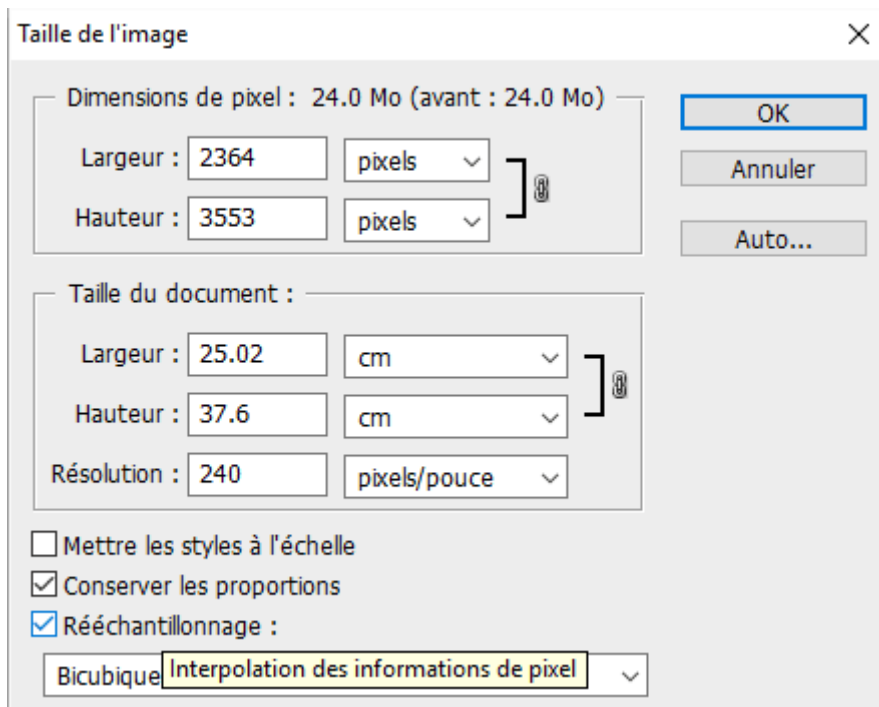 Taille de l'image
Dimensions de pixel : 24.0 Mo (avant : 24.0 Mo)
OK
Largeur : 2364 pixels
Annuler
Hauteur : 3553 pixels
Auto...
Taille du document :
Largeur : 25.02 cm
Hauteur : 37.6 cm
Résolution : 240 pixels/pouce
Mettre les styles à l'échelle
Conserver les proportions
Rééchantillonnage :
Bicubique
Interpolation des informations de pixel